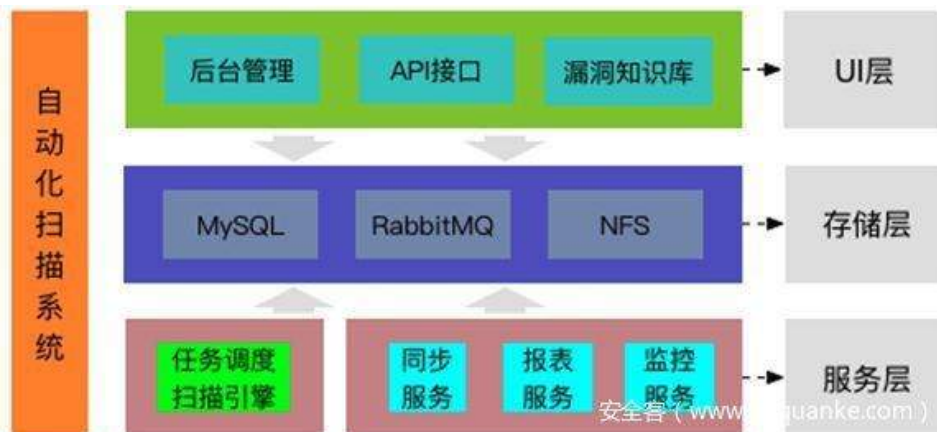 自动化扫描系统
后台管理
API接口
漏洞知识库
UI层
MySQL
RabbitMQ
NFS
存储层
任务调度
扫描引擎
同步
服务
报表
服务
监控
服务
服务层
安全客(www.anquanke.com)